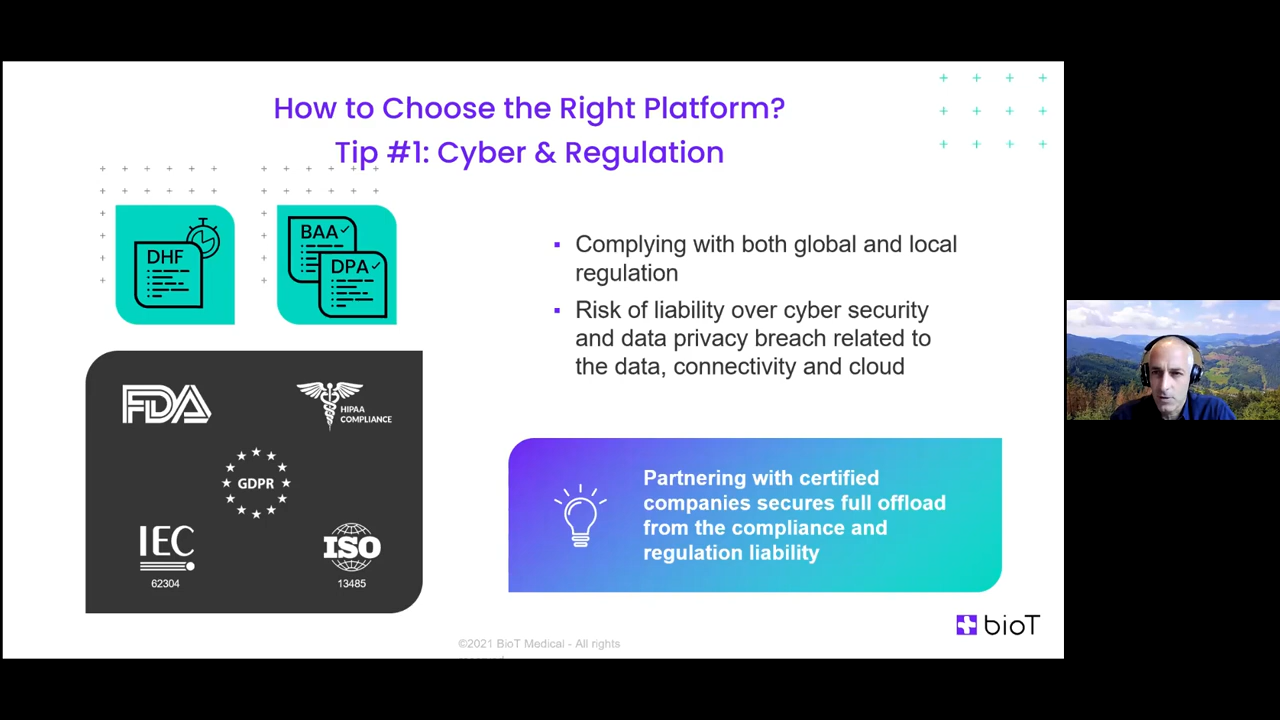 How to Choose the Right Platform?
Tip #1: Cyber & Regulation
DHF
BAA
DPA
▪ Complying with both global and local
regulation
▪ Risk of liability over cyber security
and data privacy breach related to
the data, connectivity and cloud
FDA
HIPAA
COMPLIANCE
GDPR
IEC
62304
ISO
13485
Partnering with certified
companies secures full offload
from the compliance and
regulation liability
bioT
©2021 BioT Medical - All rights